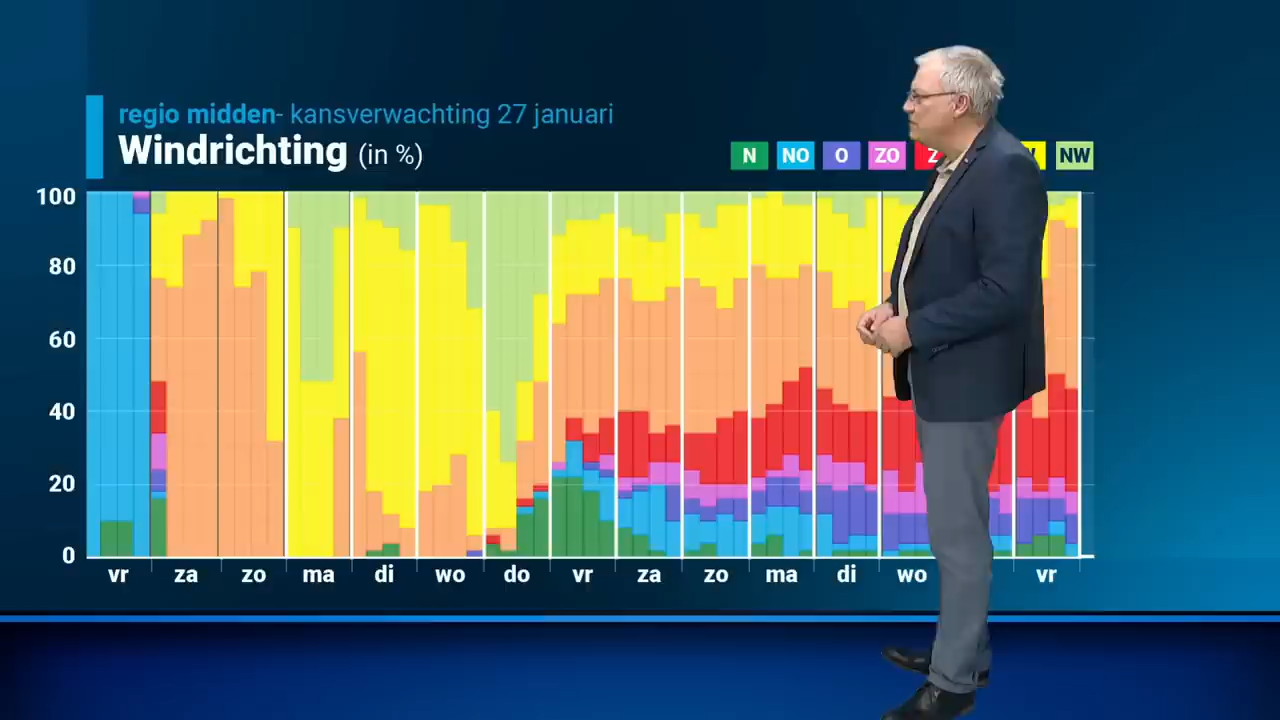 regio midden- kansverwachting 27 januari
Windrichting (in %)
N NO O ZO Z NW
100
80
60
40
20
0
vr za zo ma di wo do vr za zo ma di wo vr